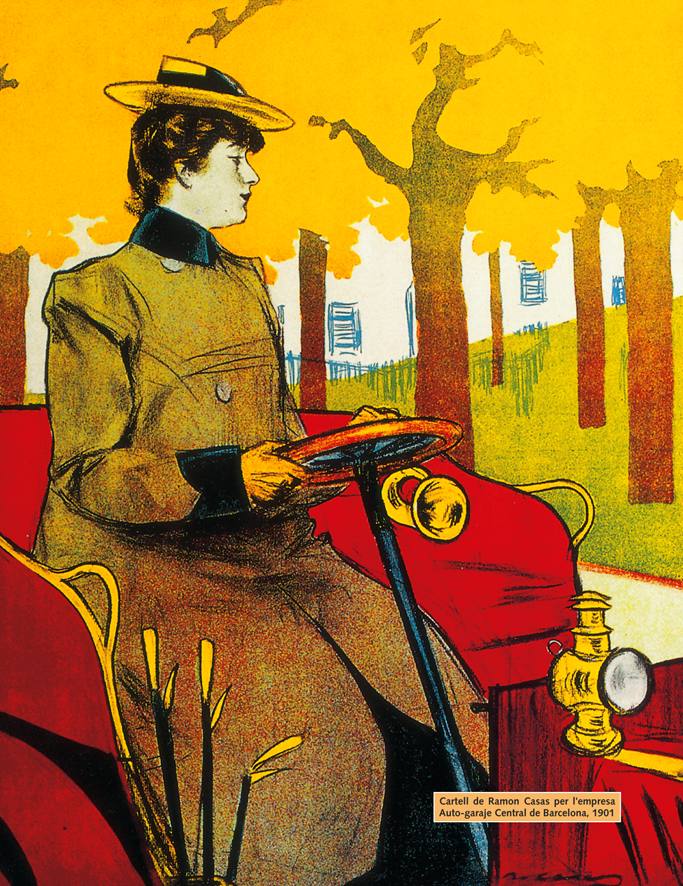 Cartell de Ramon Casas per l'empresa
Auto-garaje Central de Barcelona, 1901